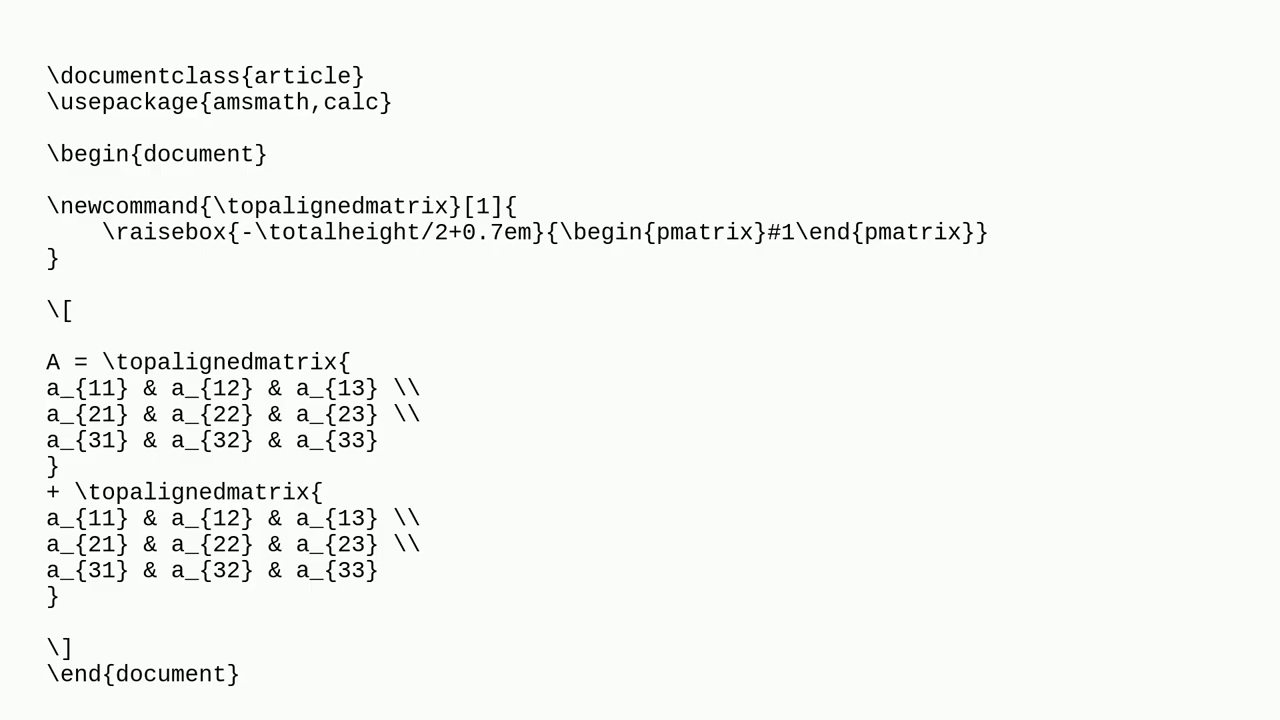 \documentclass{article}
\usepackage{amsmath,calc}
\begin{document}
\newcommand{\topalignedmatrix}[1]{
    \raisebox{-\totalheight/2+0.7em}{\begin{pmatrix}#1\end{pmatrix}}
}
\[
A = \topalignedmatrix{
a_{11} & a_{12} & a_{13} \\
a_{21} & a_{22} & a_{23} \\
a_{31} & a_{32} & a_{33}
}
+ \topalignedmatrix{
a_{11} & a_{12} & a_{13} \\
a_{21} & a_{22} & a_{23} \\
a_{31} & a_{32} & a_{33}
}
\]
\end{document}